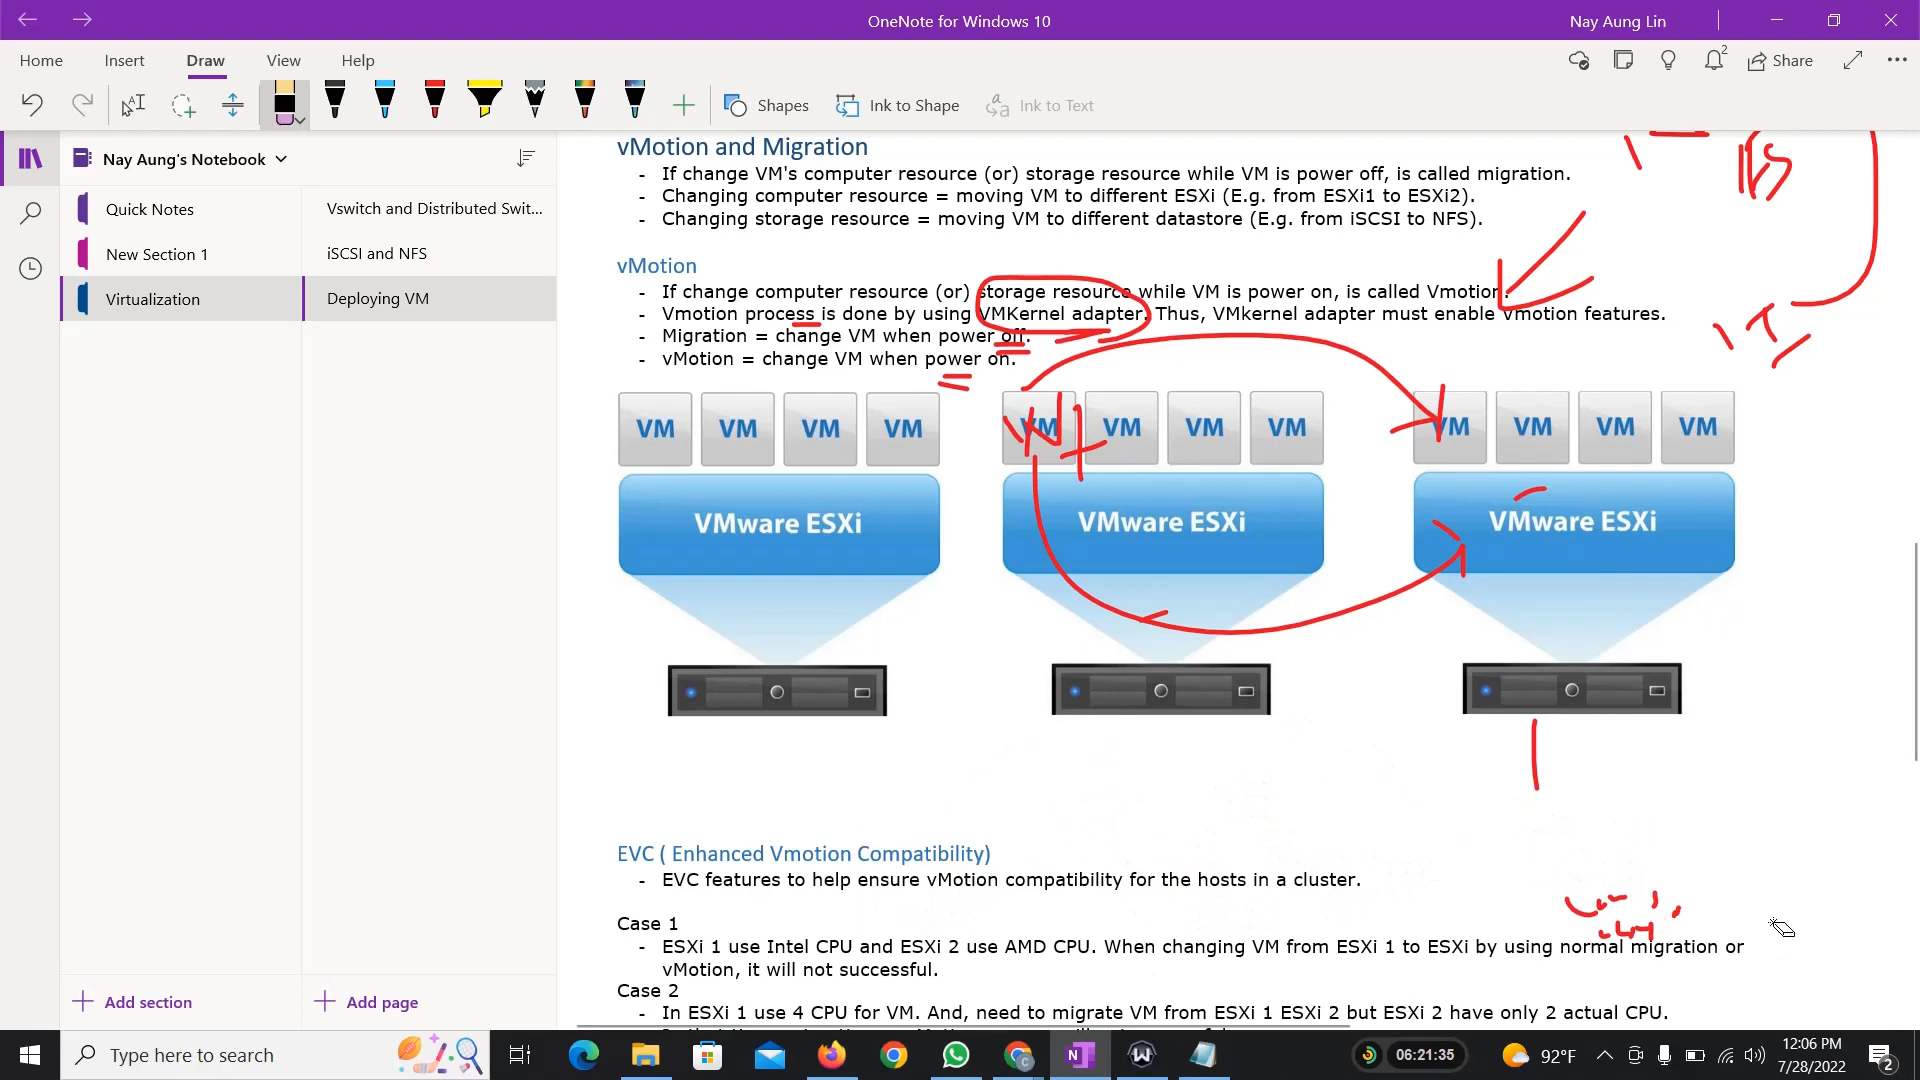 OneNote for Windows 10
Nay Aung Lin
Home
Insert
Draw
View
Help
2
Share
Shapes
Ink to Shape
Ink to Text
Nay Aung's Notebook
Quick Notes
New Section 1
Virtualization
Vswitch and Distributed Swit...
iSCSI and NFS
Deploying VM
Add section
Add page
vMotion and Migration
- If change VM's computer resource (or) storage resource while VM is power off, is called migration.
- Changing computer resource = moving VM to different ESXi (E.g. from ESXi1 to ESXi2).
- Changing storage resource = moving VM to different datastore (E.g. from iSCSI to NFS).
vMotion
- If change computer resource (or) storage resource while VM is power on, is called Vmotion.
- Vmotion process is done by using VMKernel adapter. Thus, VMkernel adapter must enable vmotion features.
- Migration = change VM when power off.
- vMotion = change VM when power on.
VM VM VM VM
VM VM VM VM
VM VM VM VM
VMware ESXi
VMware ESXi
VMware ESXi
EVC ( Enhanced Vmotion Compatibility)
- EVC features to help ensure vMotion compatibility for the hosts in a cluster.
Case 1
- ESXi 1 use Intel CPU and ESXi 2 use AMD CPU. When changing VM from ESXi 1 to ESXi by using normal migration or
vMotion, it will not successful.
Case 2
- In ESXi 1 use 4 CPU for VM. And, need to migrate VM from ESXi 1 ESXi 2 but ESXi 2 have only 2 actual CPU.
Type here to search
06:21:35
92°F
12:06 PM
7/28/2022
2